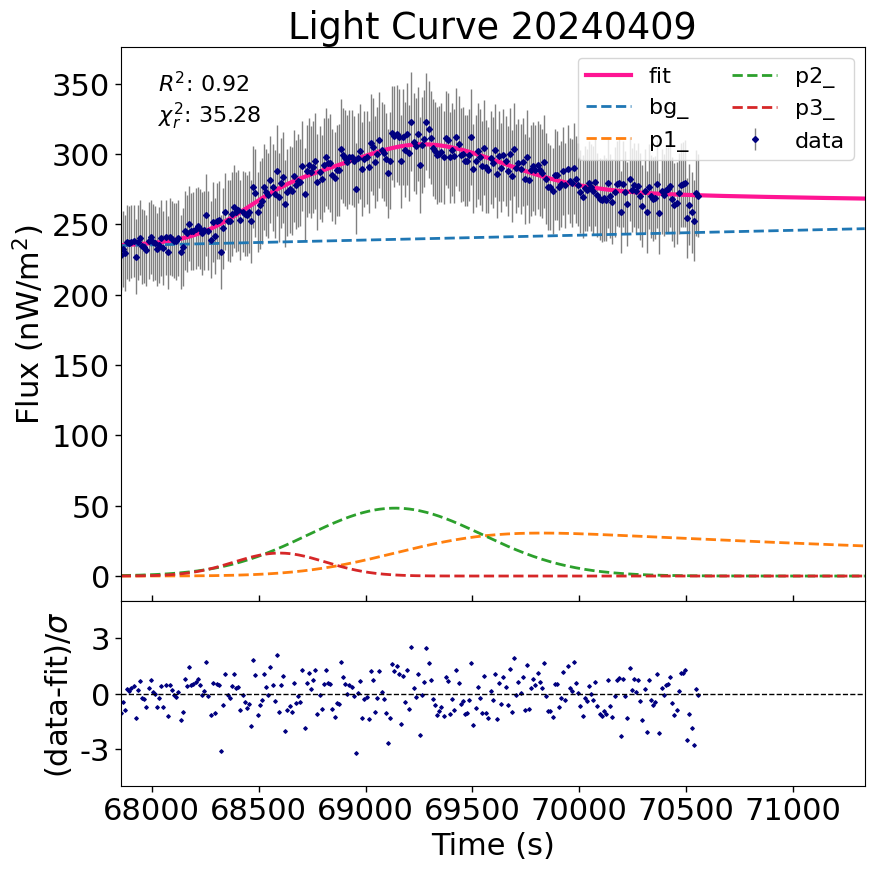 Light Curve 20240409
R²: 0.92
χ²ᵣ: 35.28
fit
bg_
p1_
p2_
p3_
data
Flux (nW/m²)
350
300
250
200
150
100
50
0
(data-fit)/σ
3
0
-3
68000 68500 69000 69500 70000 70500 71000
Time (s)